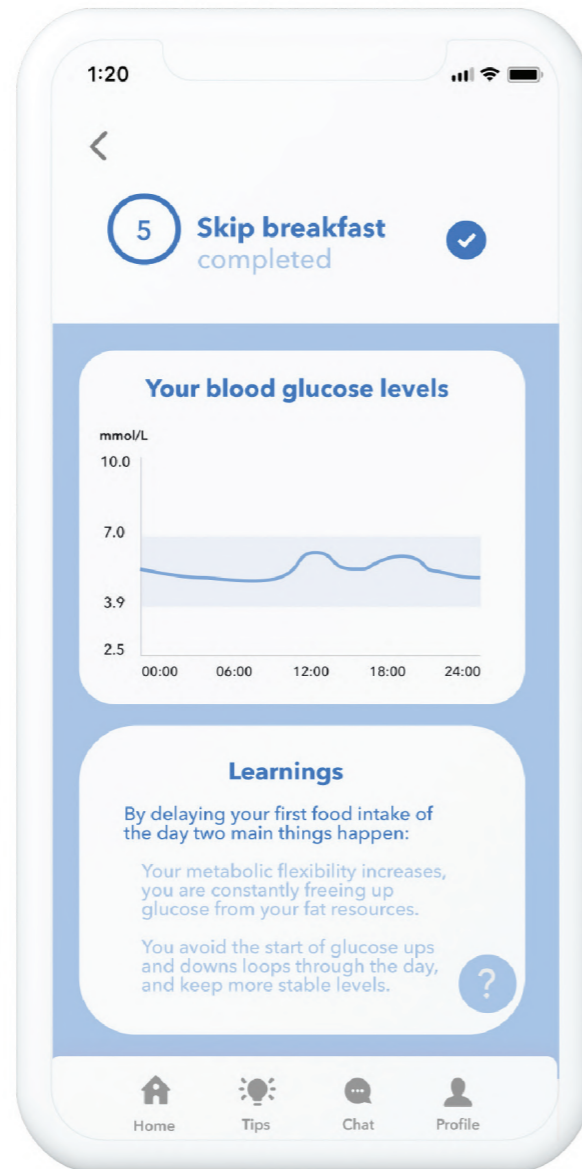 1:20
5
Skip breakfast
completed
Your blood glucose levels
mmol/L
10.0
7.0
3.9
2.5
00:00 06:00 12:00 18:00 24:00
Learnings
By delaying your first food intake of
the day two main things happen:
Your metabolic flexibility increases,
you are constantly freeing up
glucose from your fat resources.
You avoid the start of glucose ups
and downs loops through the day,
and keep more stable levels.
?
Home Tips Chat Profile